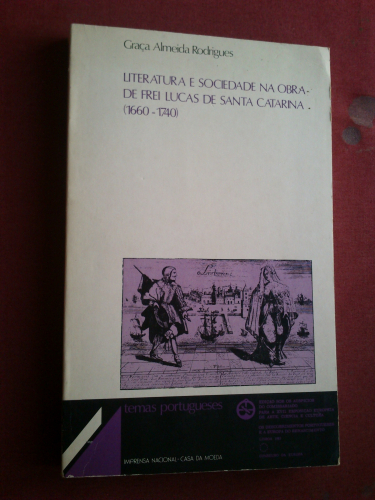 Graça Almeida Rodrigues
LITERATURA E SOCIEDADE NA OBRA
DE FREI LUCAS DE SANTA CATARINA
(1660-1740)
temas portugueses
IMPRENSA NACIONAL-CASA DA MOEDA